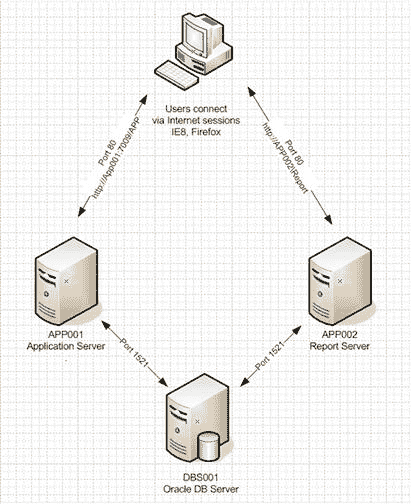 Users connect
via Internet sessions
IE8, Firefox
Port 80
http://App001:7009/APP
Port 80
http://APP002\Report
APP001
Application Server
APP002
Report Server
Port 1521
Port 1521
DBS001
Oracle DB Server